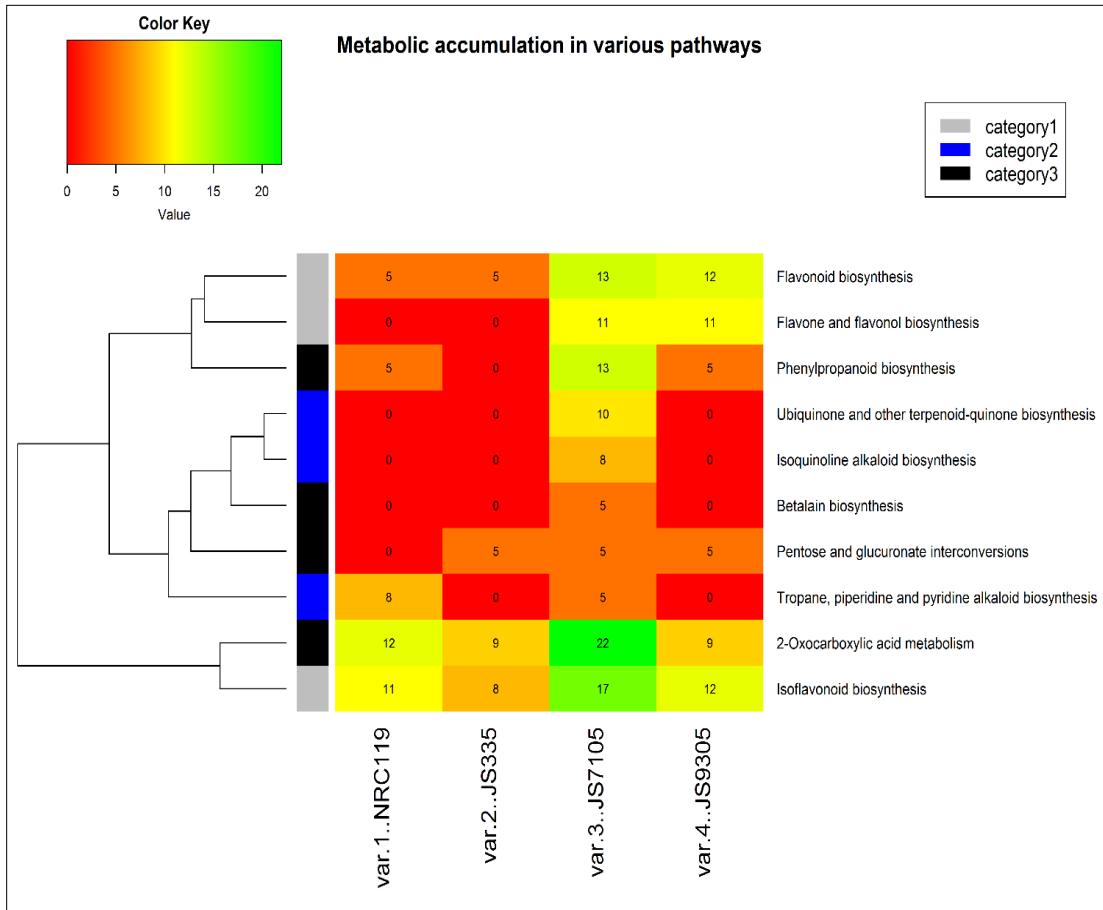 Color Key
Metabolic accumulation in various pathways
0 5 10 15 20
Value
category1
category2
category3
5 5 13 12 Flavonoid biosynthesis
0 0 11 11 Flavone and flavonol biosynthesis
5 0 13 5 Phenylpropanoid biosynthesis
0 0 10 0 Ubiquinone and other terpenoid-quinone biosynthesis
0 0 8 0 Isoquinoline alkaloid biosynthesis
0 0 5 0 Betalain biosynthesis
0 5 5 5 Pentose and glucuronate interconversions
8 0 5 0 Tropane, piperidine and pyridine alkaloid biosynthesis
12 9 22 9 2-Oxocarboxylic acid metabolism
11 8 17 12 Isoflavonoid biosynthesis
var.1..NRC119
var.2..JS335
var.3..JS7105
var.4..JS9305